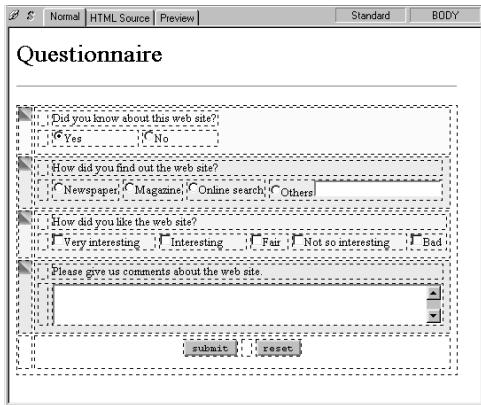 Normal HTML Source Preview Standard BODY
Questionnaire
Did you know about this web site?
Yes No
How did you find out the web site?
Newspaper Magazine Online search Others
How did you like the web site?
Very interesting Interesting Fair Not so interesting Bad
Please give us comments about the web site.
submit reset